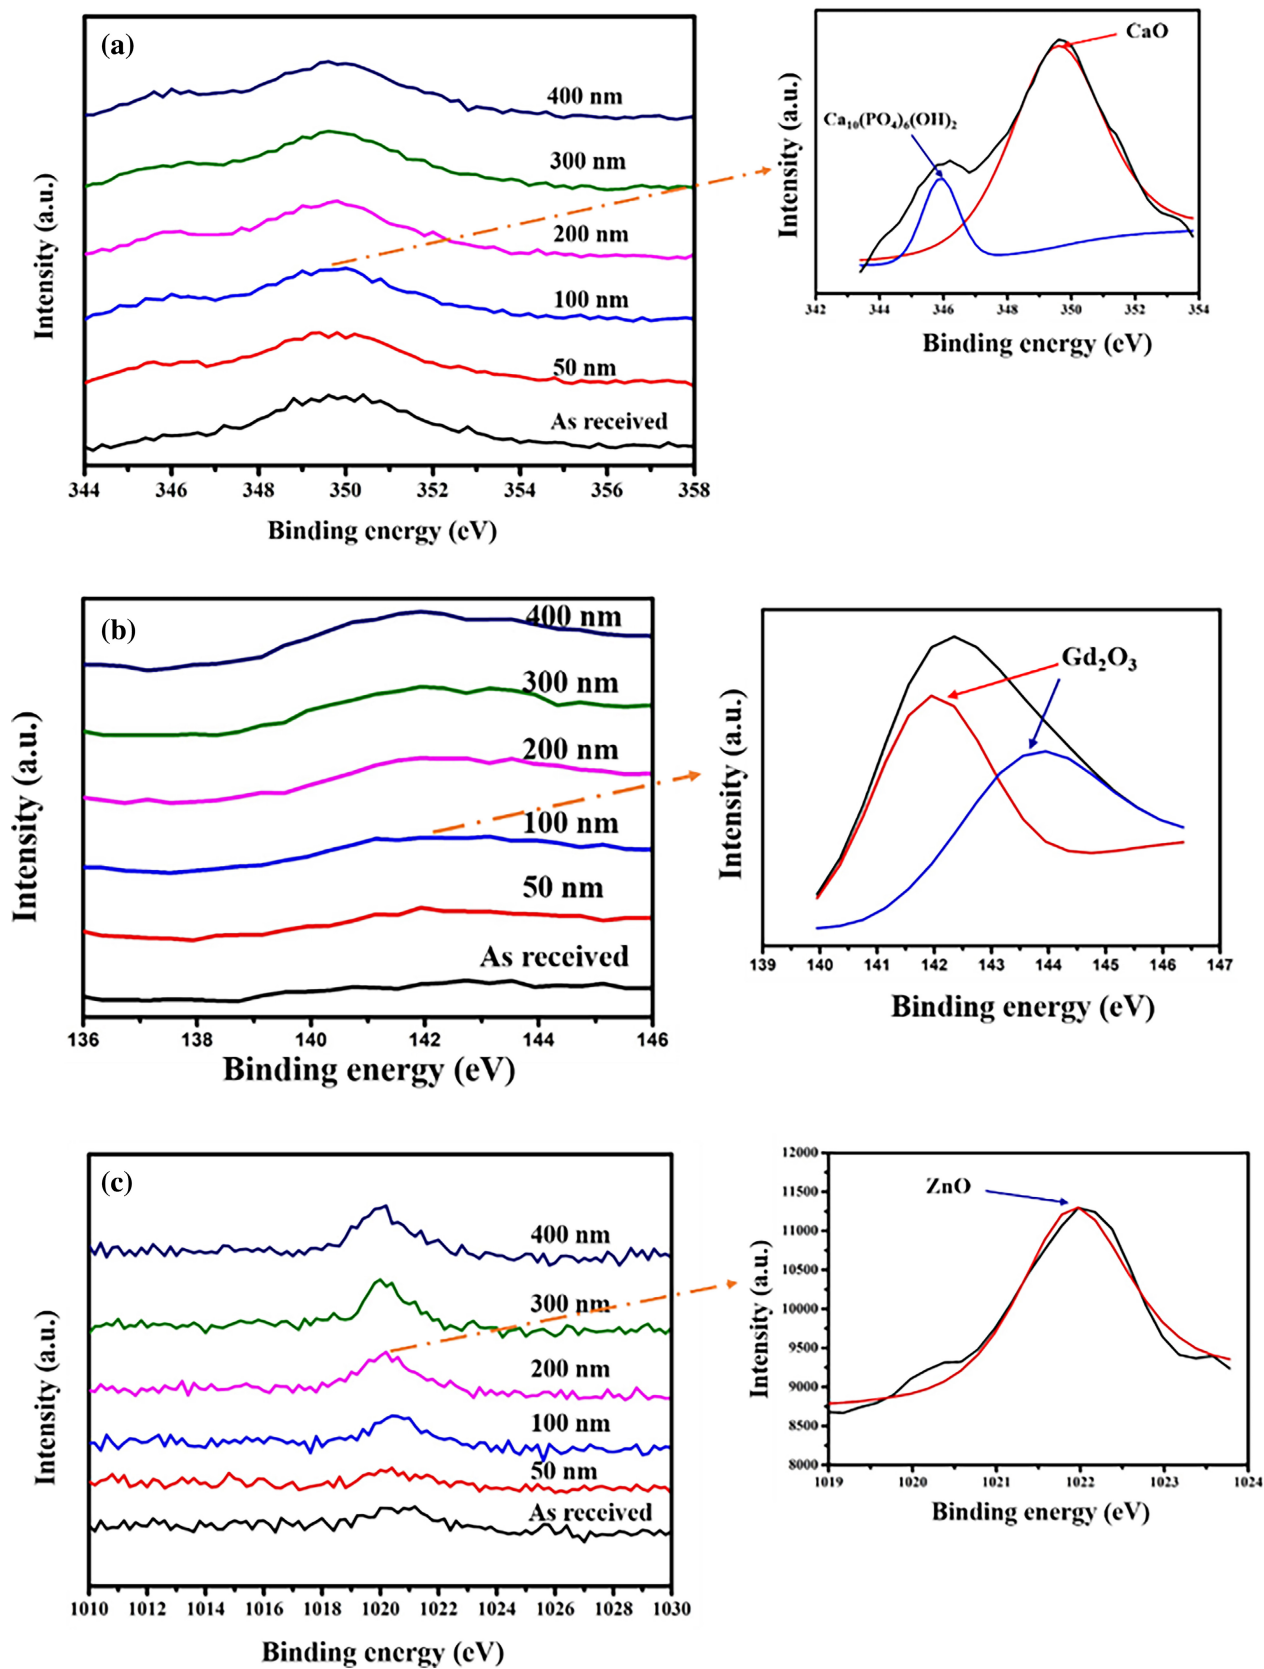 (a)
400 nm
300 nm
200 nm
100 nm
50 nm
As received
Intensity (a.u.)
344 346 348 350 352 354 356 358
Binding energy (eV)
CaO
Ca₁₀(PO₄)₆(OH)₂
Intensity (a.u.)
342 344 346 348 350 352 354
Binding energy (eV)
(b)
400 nm
300 nm
200 nm
100 nm
50 nm
As received
Intensity (a.u.)
136 138 140 142 144 146
Binding energy (eV)
Gd₂O₃
Intensity (a.u.)
139 140 141 142 143 144 145 146 147
Binding energy (eV)
(c)
400 nm
300 nm
200 nm
100 nm
50 nm
As received
Intensity (a.u.)
1010 1012 1014 1016 1018 1020 1022 1024 1026 1028 1030
Binding energy (eV)
12000
11500
11000
10500
10000
9500
9000
8500
8000
ZnO
Intensity (a.u.)
1019 1020 1021 1022 1023 1024
Binding energy (eV)